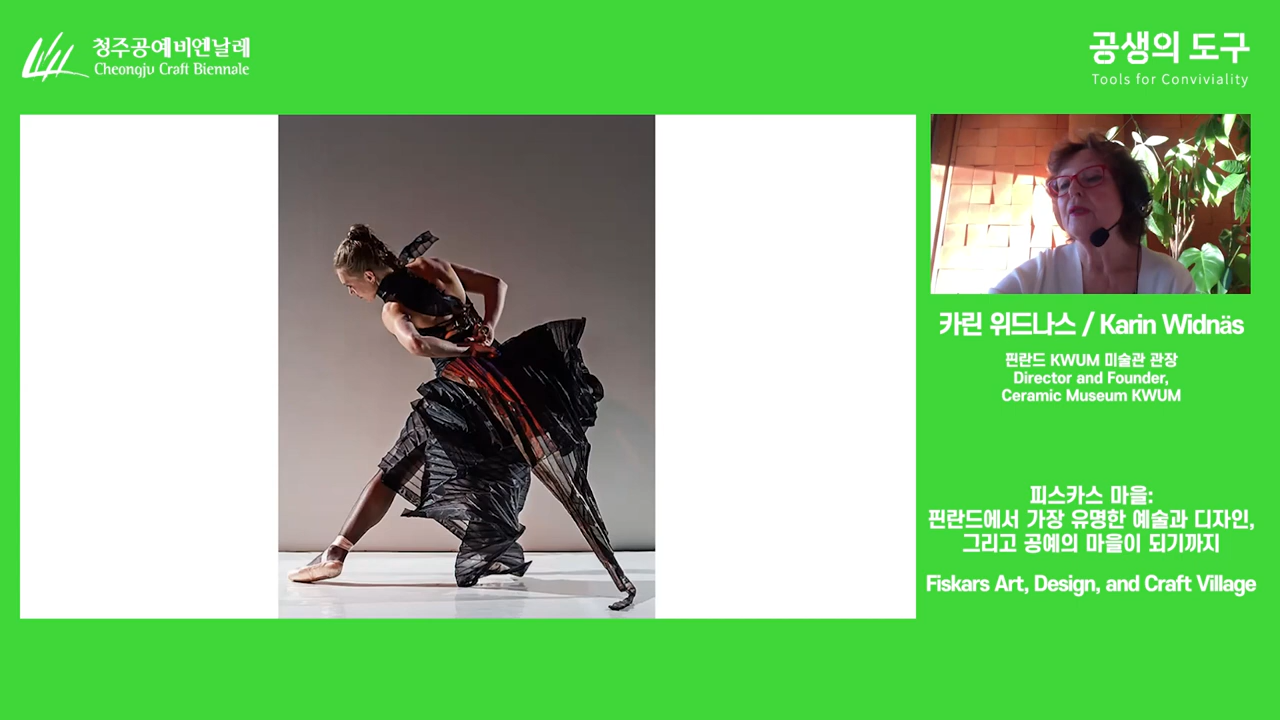 청주공예비엔날레
Cheongju Craft Biennale
공생의 도구
Tools for Conviviality
카린 위드나스 / Karin Widnäs
핀란드 KWUM 미술관 관장
Director and Founder,
Ceramic Museum KWUM
피스카스 마을:
핀란드에서 가장 유명한 예술과 디자인,
그리고 공예의 마을이 되기까지
Fiskars Art, Design, and Craft Village